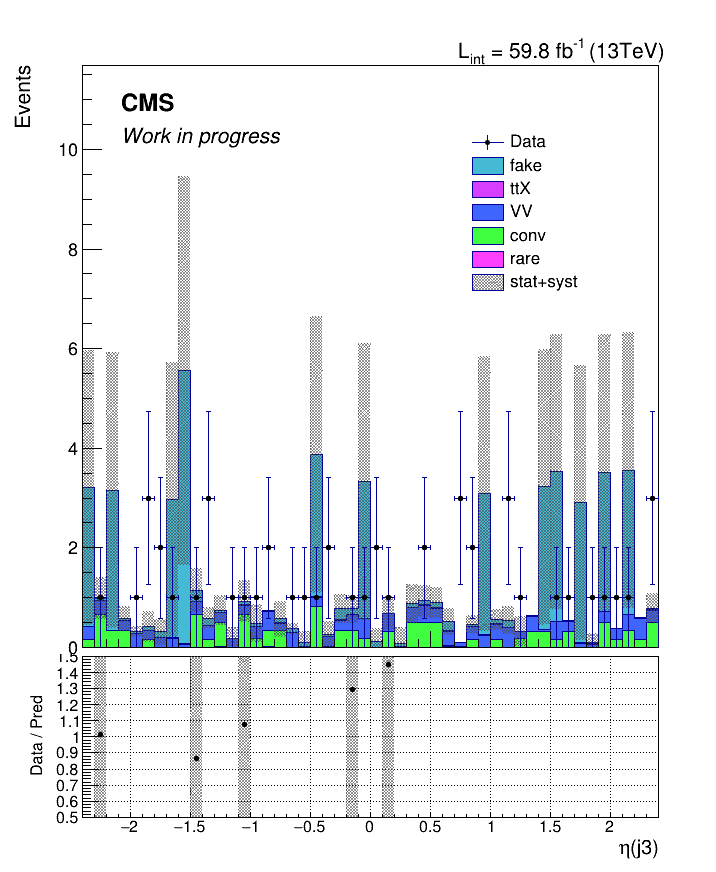 L_int = 59.8 fb^-1 (13TeV)
Events
CMS
Work in progress
Data
fake
ttX
VV
conv
rare
stat+syst
10
8
6
4
2
0
1.5
1.4
1.3
1.2
1.1
1
0.9
0.8
0.7
0.6
0.5
Data / Pred
−2 −1.5 −1 −0.5 0 0.5 1 1.5 2
η(j3)